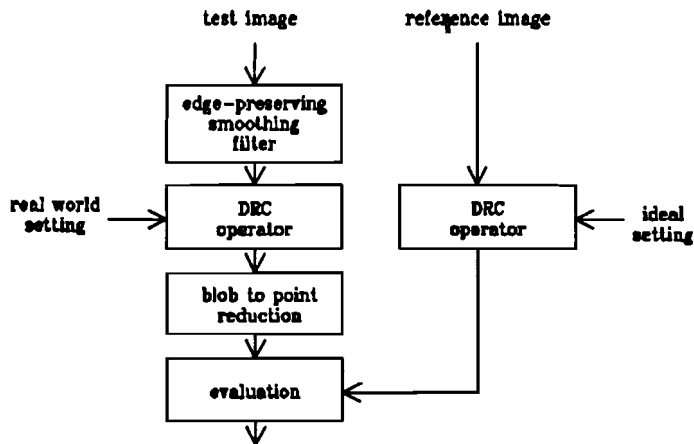 test image
reference image
edge-preserving
smoothing
filter
real world
setting
DRC
operator
DRC
operator
ideal
setting
blob to point
reduction
evaluation